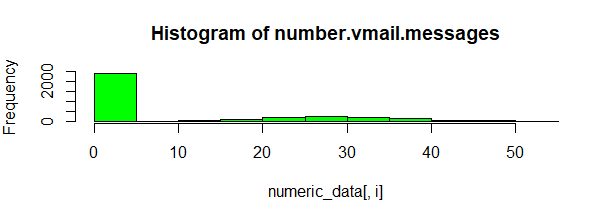 Histogram of number.vmail.messages
Frequency
2000
0
0 10 20 30 40 50
numeric_data[, i]